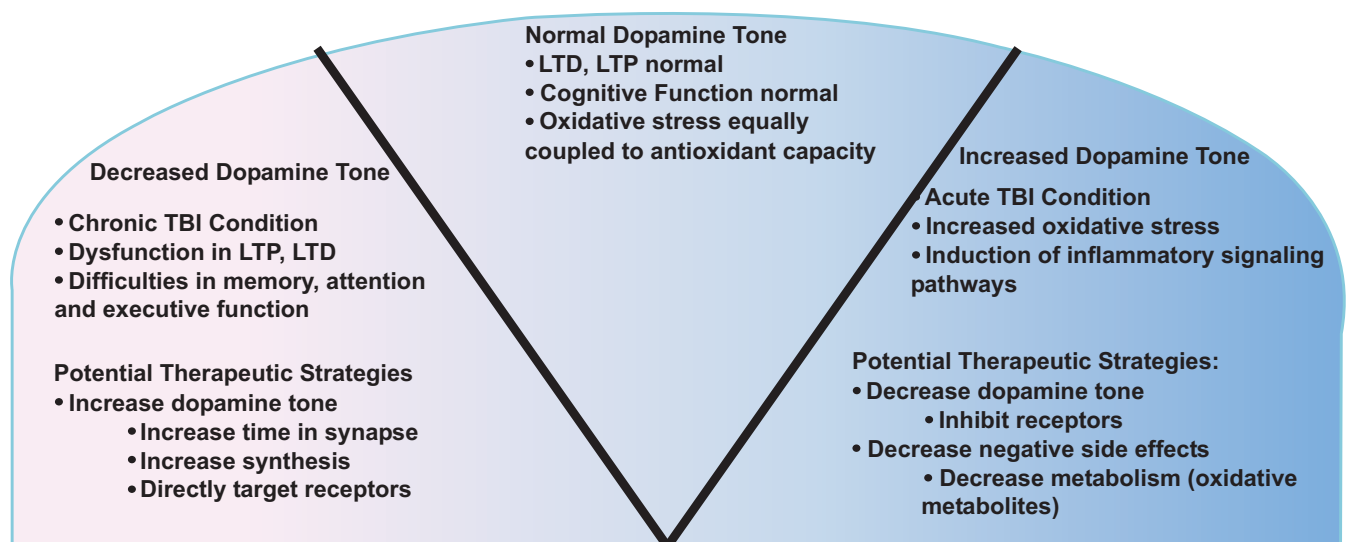 Normal Dopamine Tone
• LTD, LTP normal
• Cognitive Function normal
• Oxidative stress equally
coupled to antioxidant capacity
Decreased Dopamine Tone
• Chronic TBI Condition
• Dysfunction in LTP, LTD
• Difficulties in memory, attention
and executive function
Potential Therapeutic Strategies
• Increase dopamine tone
• Increase time in synapse
• Increase synthesis
• Directly target receptors
Increased Dopamine Tone
• Acute TBI Condition
• Increased oxidative stress
• Induction of inflammatory signaling
pathways
Potential Therapeutic Strategies:
• Decrease dopamine tone
• Inhibit receptors
• Decrease negative side effects
• Decrease metabolism (oxidative
metabolites)